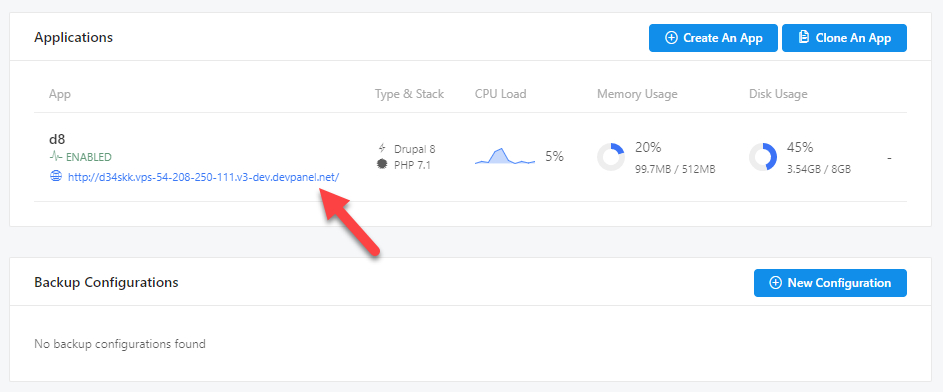 Applications
Create An App
Clone An App
App
Type & Stack
CPU Load
Memory Usage
Disk Usage
d8
ENABLED
http://d34skk.vps-54-208-250-111.v3-dev.devpanel.net/
Drupal 8
PHP 7.1
5%
20%
99.7MB / 512MB
45%
3.54GB / 8GB
-
Backup Configurations
New Configuration
No backup configurations found